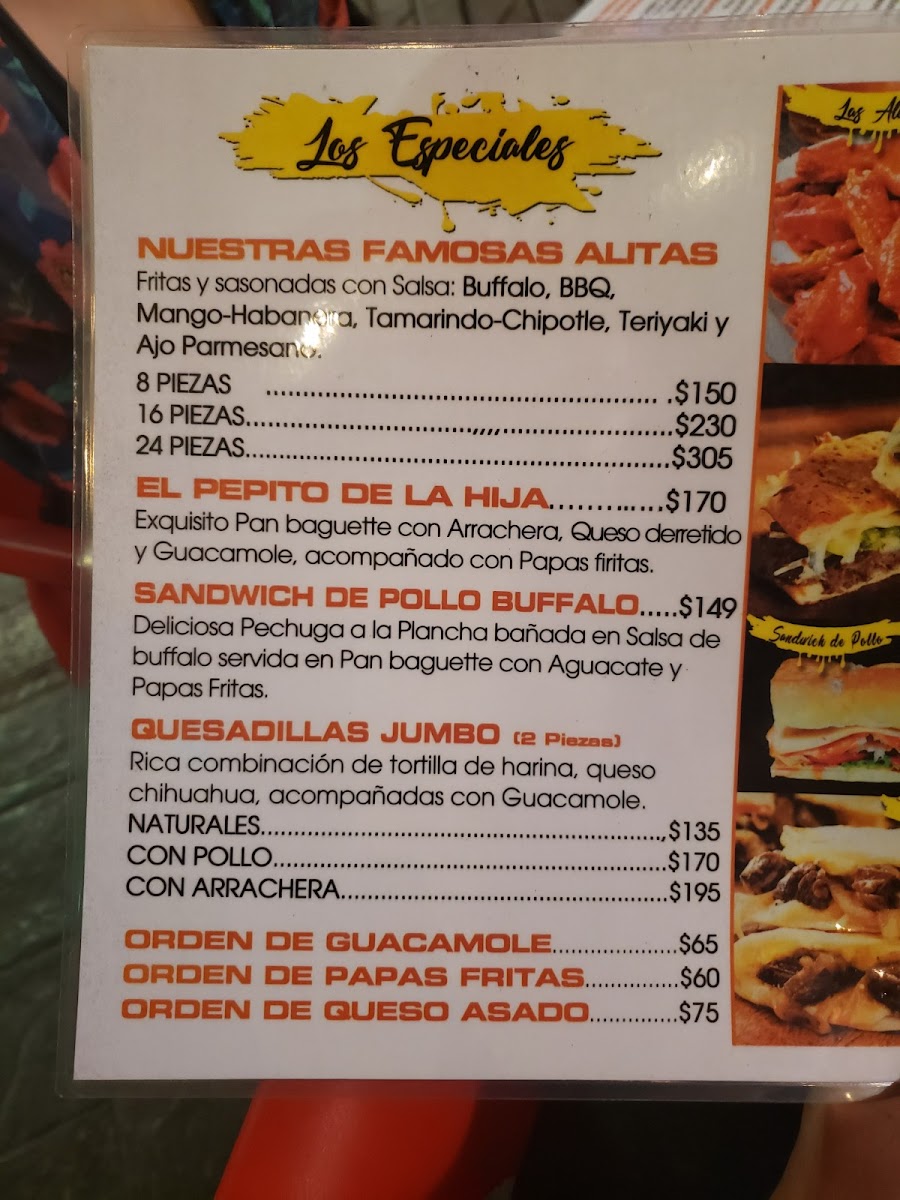 Los Especiales
NUESTRAS FAMOSAS ALITAS
Fritas y sasonadas con Salsa: Buffalo, BBQ,
Mango-Habanera, Tamarindo-Chipotle, Teriyaki y
Ajo Parmesano.
8 PIEZAS .................................................... .$150
16 PIEZAS.............................,,,,......................$230
24 PIEZAS.......................................................$305
EL PEPITO DE LA HIJA..............$170
Exquisito Pan baguette con Arrachera, Queso derretido
y Guacamole, acompañado con Papas firitas.
SANDWICH DE POLLO BUFFALO.....$149
Deliciosa Pechuga a la Plancha bañada en Salsa de
buffalo servida en Pan baguette con Aguacate y
Papas Fritas.
QUESADILLAS JUMBO (2 Piezas)
Rica combinación de tortilla de harina, queso
chihuahua, acompañadas con Guacamole.
NATURALES.....................................................,$135
CON POLLO....................................................$170
CON ARRACHERA...........................................$195
ORDEN DE GUACAMOLE................$65
ORDEN DE PAPAS FRITAS...............$60
ORDEN DE QUESO ASADO..............$75
Las
Sandwich de Pollo